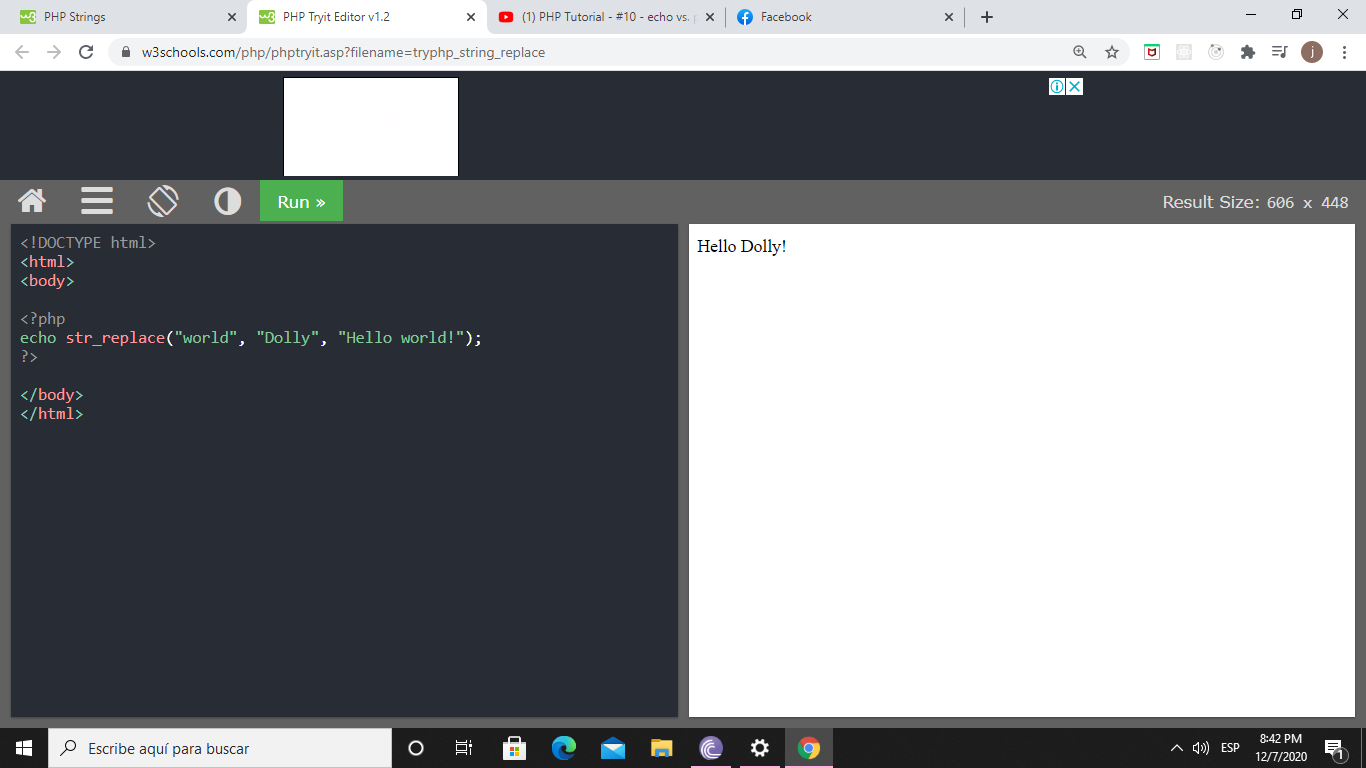 PHP Strings
PHP Tryit Editor v1.2
(1) PHP Tutorial - #10 - echo vs.
Facebook
w3schools.com/php/phptryit.asp?filename=tryphp_string_replace
j
Run »
Result Size: 606 x 448
<!DOCTYPE html>
<html>
<body>
<?php
echo str_replace("world", "Dolly", "Hello world!");
?>
</body>
</html>
Hello Dolly!
Escribe aquí para buscar
ESP
8:42 PM
12/7/2020
1